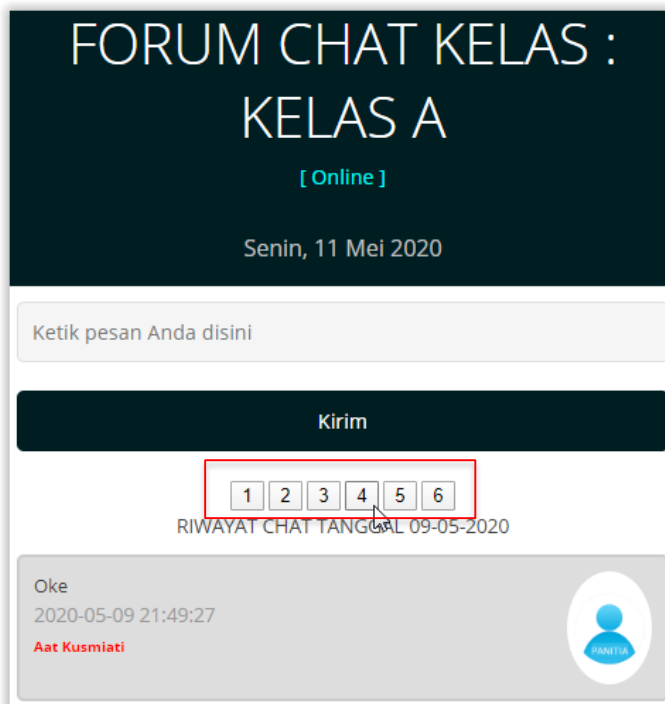 FORUM CHAT KELAS :
KELAS A
[ Online ]
Senin, 11 Mei 2020
Ketik pesan Anda disini
Kirim
1 2 3 4 5 6
RIWAYAT CHAT TANGGAL 09-05-2020
Oke
2020-05-09 21:49:27
Aat Kusmiati
PANITIA